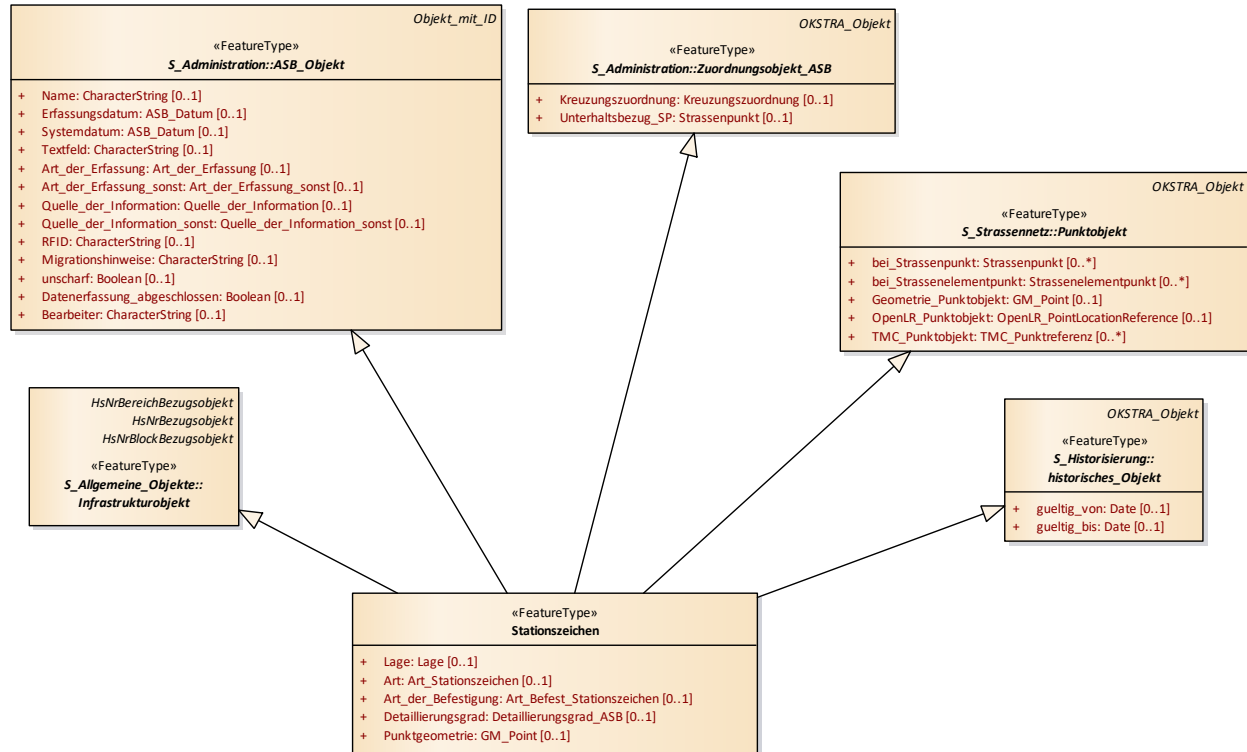 Objekt_mit_ID
«FeatureType»
S_Administration::ASB_Objekt
+ Name: CharacterString [0..1]
+ Erfassungsdatum: ASB_Datum [0..1]
+ Systemdatum: ASB_Datum [0..1]
+ Textfeld: CharacterString [0..1]
+ Art_der_Erfassung: Art_der_Erfassung [0..1]
+ Art_der_Erfassung_sonst: Art_der_Erfassung_sonst [0..1]
+ Quelle_der_Information: Quelle_der_Information [0..1]
+ Quelle_der_Information_sonst: Quelle_der_Information_sonst [0..1]
+ RFID: CharacterString [0..1]
+ Migrationshinweise: CharacterString [0..1]
+ unscharf: Boolean [0..1]
+ Datenerfassung_abgeschlossen: Boolean [0..1]
+ Bearbeiter: CharacterString [0..1]
OKSTRA_Objekt
«FeatureType»
S_Administration::Zuordnungsobjekt_ASB
+ Kreuzungszuordnung: Kreuzungszuordnung [0..1]
+ Unterhaltsbezug_SP: Strassenpunkt [0..1]
OKSTRA_Objekt
«FeatureType»
S_Strassennetz::Punktobjekt
+ bei_Strassenpunkt: Strassenpunkt [0..*]
+ bei_Strassenelementpunkt: Strassenelementpunkt [0..*]
+ Geometrie_Punktobjekt: GM_Point [0..1]
+ OpenLR_Punktobjekt: OpenLR_PointLocationReference [0..1]
+ TMC_Punktobjekt: TMC_Punktreferenz [0..*]
HsNrBereichBezugsobjekt
HsNrBezugsobjekt
HsNrBlockBezugsobjekt
«FeatureType»
S_Allgemeine_Objekte::
Infrastrukturobjekt
OKSTRA_Objekt
«FeatureType»
S_Historisierung::
historisches_Objekt
+ gueltig_von: Date [0..1]
+ gueltig_bis: Date [0..1]
«FeatureType»
Stationszeichen
+ Lage: Lage [0..1]
+ Art: Art_Stationszeichen [0..1]
+ Art_der_Befestigung: Art_Befest_Stationszeichen [0..1]
+ Detaillierungsgrad: Detaillierungsgrad_ASB [0..1]
+ Punktgeometrie: GM_Point [0..1]